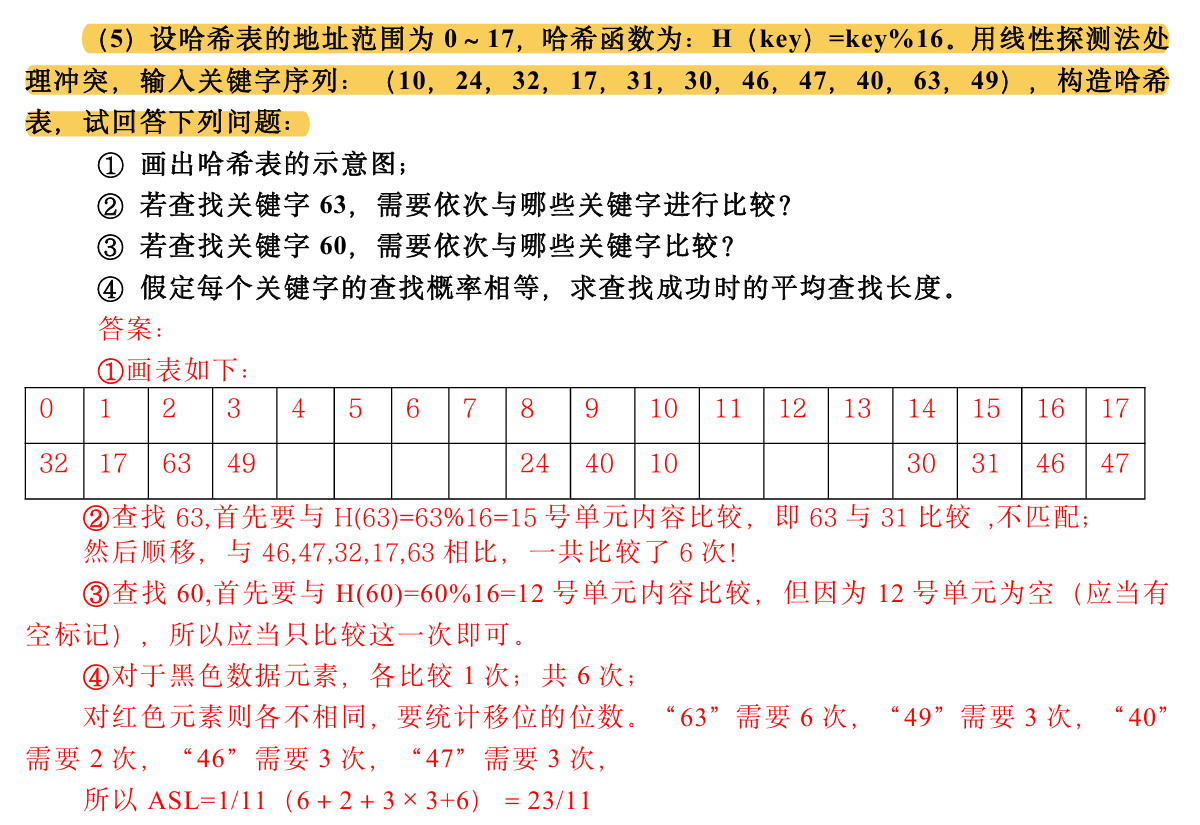 （5）设哈希表的地址范围为 0～17，哈希函数为：H（key）=key%16。用线性探测法处
理冲突，输入关键字序列：（10，24，32，17，31，30，46，47，40，63，49），构造哈希
表，试回答下列问题：
① 画出哈希表的示意图；
② 若查找关键字 63，需要依次与哪些关键字进行比较？
③ 若查找关键字 60，需要依次与哪些关键字比较？
④ 假定每个关键字的查找概率相等，求查找成功时的平均查找长度。
答案：
①画表如下：
0 1 2 3 4 5 6 7 8 9 10 11 12 13 14 15 16 17
32 17 63 49 24 40 10 30 31 46 47
②查找 63,首先要与 H(63)=63%16=15 号单元内容比较，即 63 与 31 比较 ,不匹配；
然后顺移，与 46,47,32,17,63 相比，一共比较了 6 次！
③查找 60,首先要与 H(60)=60%16=12 号单元内容比较，但因为 12 号单元为空（应当有
空标记），所以应当只比较这一次即可。
④对于黑色数据元素，各比较 1 次；共 6 次；
对红色元素则各不相同，要统计移位的位数。“63”需要 6 次，“49”需要 3 次，“40”
需要 2 次，“46”需要 3 次，“47”需要 3 次，
所以 ASL=1/11（6＋2＋3×3+6）＝23/11